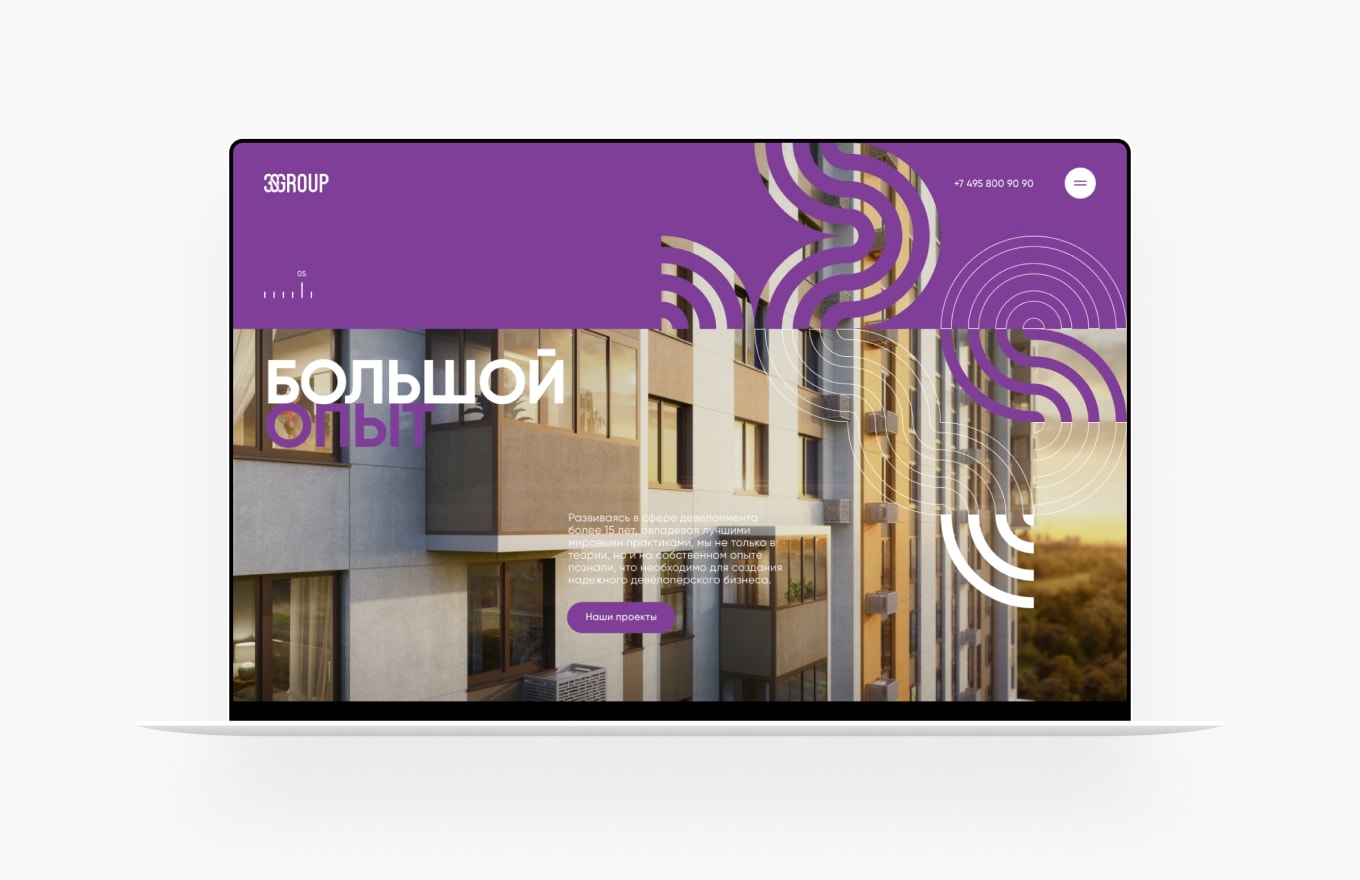 3SGROUP
+7 495 800 90 90
05
БОЛЬШОЙ
ОПЫТ
Развиваясь в сфере девелопмента
более 15 лет, овладевая лучшими
мировыми практиками, мы не только в
теории, но и на собственном опыте
познали, что необходимо для создания
надежного девелоперского бизнеса.
Наши проекты